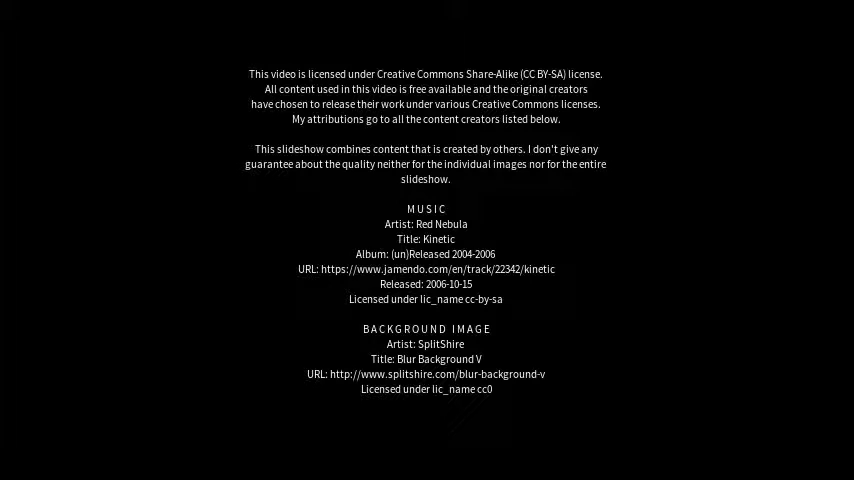 This video is licensed under Creative Commons Share-Alike (CC BY-SA) license.
All content used in this video is free available and the original creators
have chosen to release their work under various Creative Commons licenses.
My attributions go to all the content creators listed below.
This slideshow combines content that is created by others. I don't give any
guarantee about the quality neither for the individual images nor for the entire
slideshow.
MUSIC
Artist: Red Nebula
Title: Kinetic
Album: (un)Released 2004-2006
URL: https://www.jamendo.com/en/track/22342/kinetic
Released: 2006-10-15
Licensed under lic_name cc-by-sa
BACKGROUND IMAGE
Artist: SplitShire
Title: Blur Background V
URL: http://www.splitshire.com/blur-background-v
Licensed under lic_name cc0